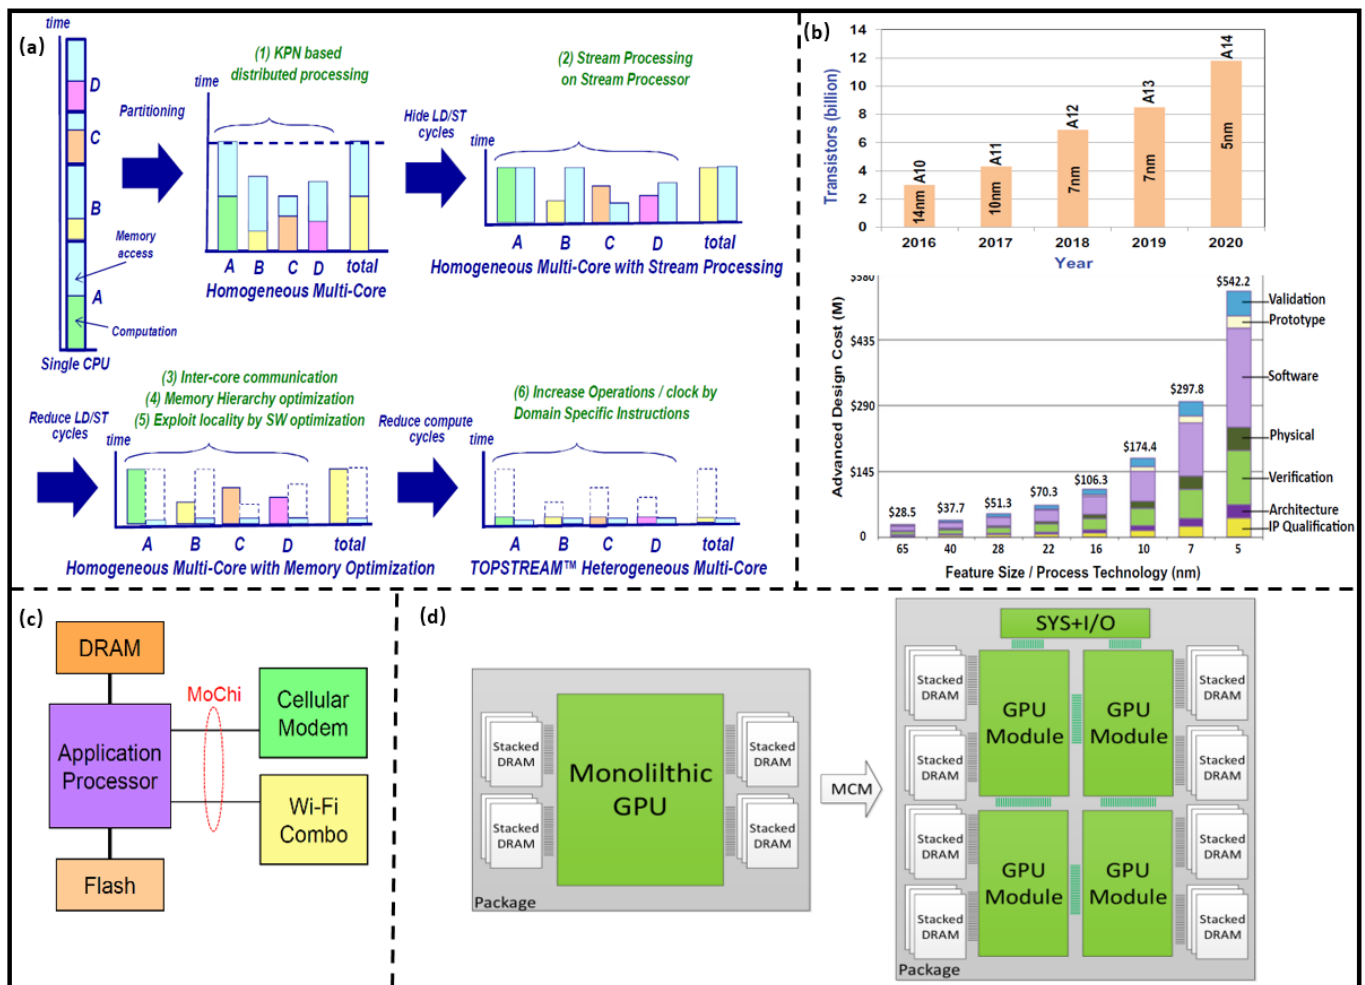 (a)
time
D
C
B
Memory
access
A
Computation
Single CPU
Partitioning
(1) KPN based
distributed processing
time
A B C D total
Homogeneous Multi-Core
Hide LD/ST
cycles
(2) Stream Processing
on Stream Processor
time
A B C D total
Homogeneous Multi-Core with Stream Processing
Reduce LD/ST
cycles
(3) Inter-core communication
(4) Memory Hierarchy optimization
(5) Exploit locality by SW optimization
time
A B C D total
Homogeneous Multi-Core with Memory Optimization
Reduce compute
cycles
(6) Increase Operations / clock by
Domain Specific Instructions
time
A B C D total
TOPSTREAM™ Heterogeneous Multi-Core
(b)
Transistors (billion)
14
12
10
8
6
4
2
0
14nm A10
10nm A11
7nm A12
7nm A13
5nm A14
2016 2017 2018 2019 2020
Year
Advanced Design Cost (M)
$580
$435
$290
$145
$28.5
$37.7
$51.3
$70.3
$106.3
$174.4
$297.8
$542.2
Validation
Prototype
Software
Physical
Verification
Architecture
IP Qualification
65 40 28 22 16 10 7 5
Feature Size / Process Technology (nm)
(c)
DRAM
MoChi
Application
Processor
Cellular
Modem
Wi-Fi
Combo
Flash
(d)
Stacked
DRAM
Stacked
DRAM
Monolilthic
GPU
Stacked
DRAM
Stacked
DRAM
Package
MCM
SYS+I/O
Stacked
DRAM
Stacked
DRAM
Stacked
DRAM
Stacked
DRAM
GPU
Module
GPU
Module
GPU
Module
GPU
Module
Stacked
DRAM
Stacked
DRAM
Stacked
DRAM
Stacked
DRAM
Package